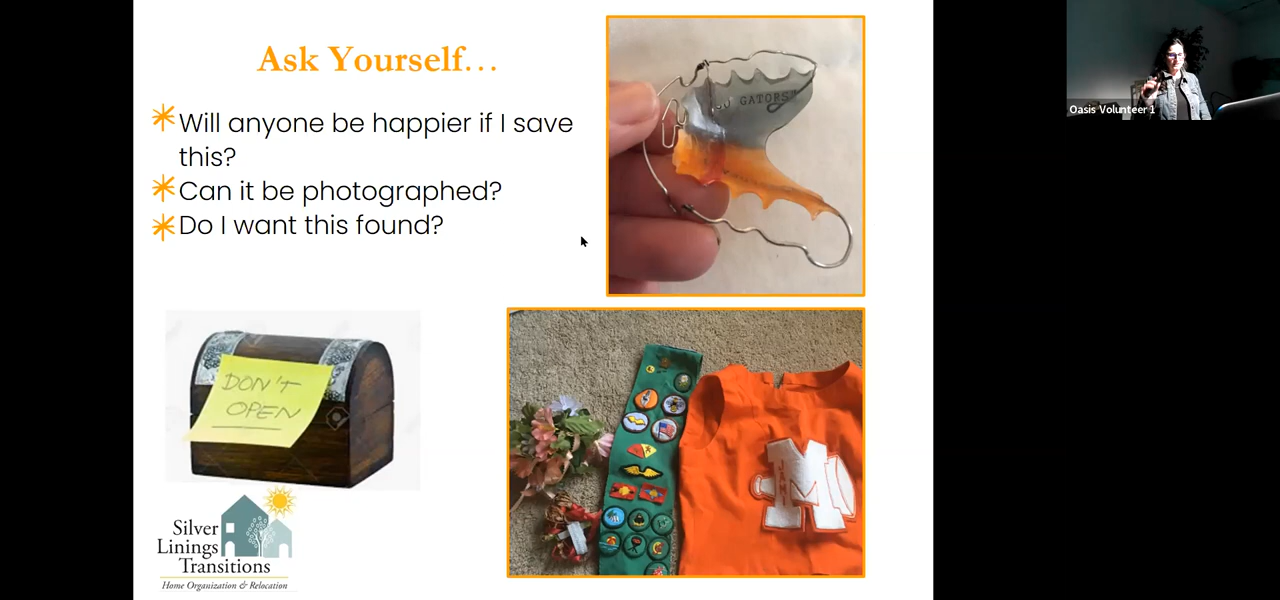 Ask Yourself…
Will anyone be happier if I save
this?
Can it be photographed?
Do I want this found?
GATORS
DON'T
OPEN
M
Silver
Linings
Transitions
Home Organization & Relocation
Oasis Volunteer 1